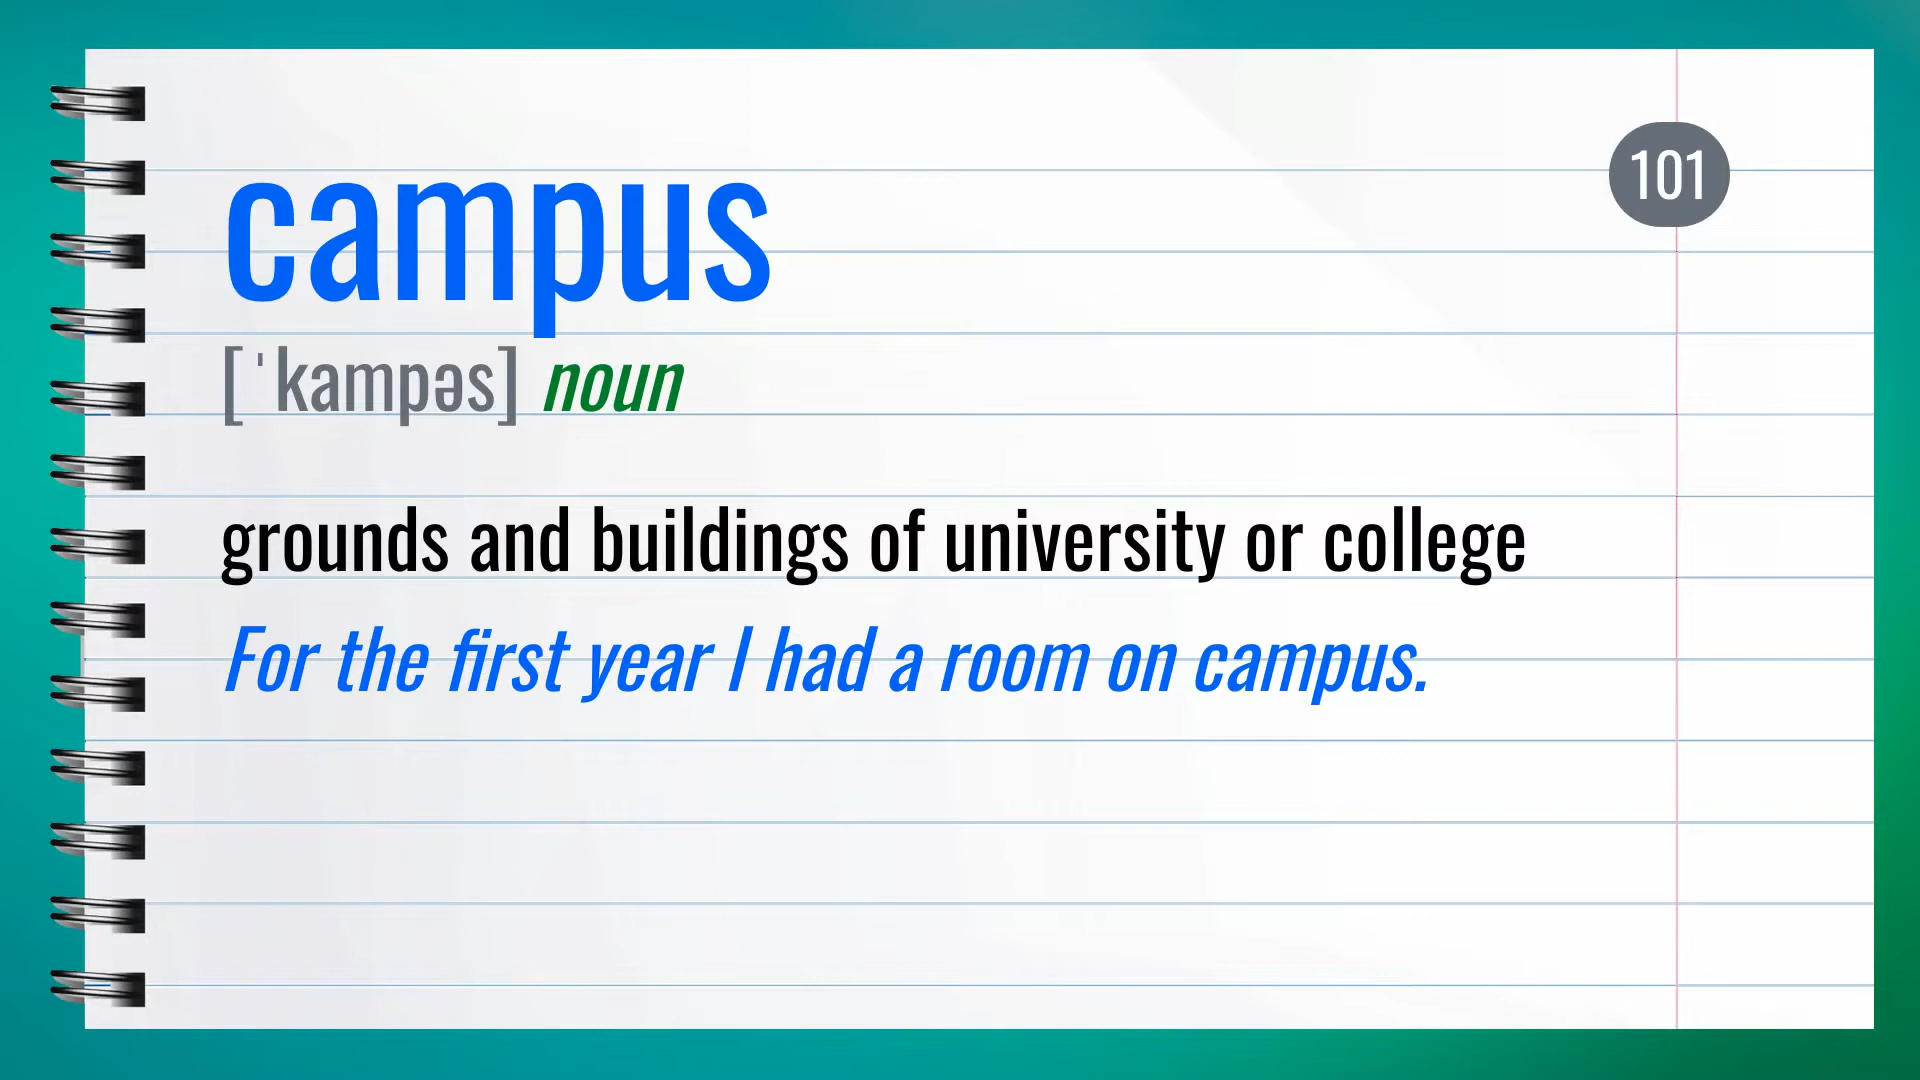 101
campus
[ˈkampəs] noun
grounds and buildings of university or college
For the first year I had a room on campus.